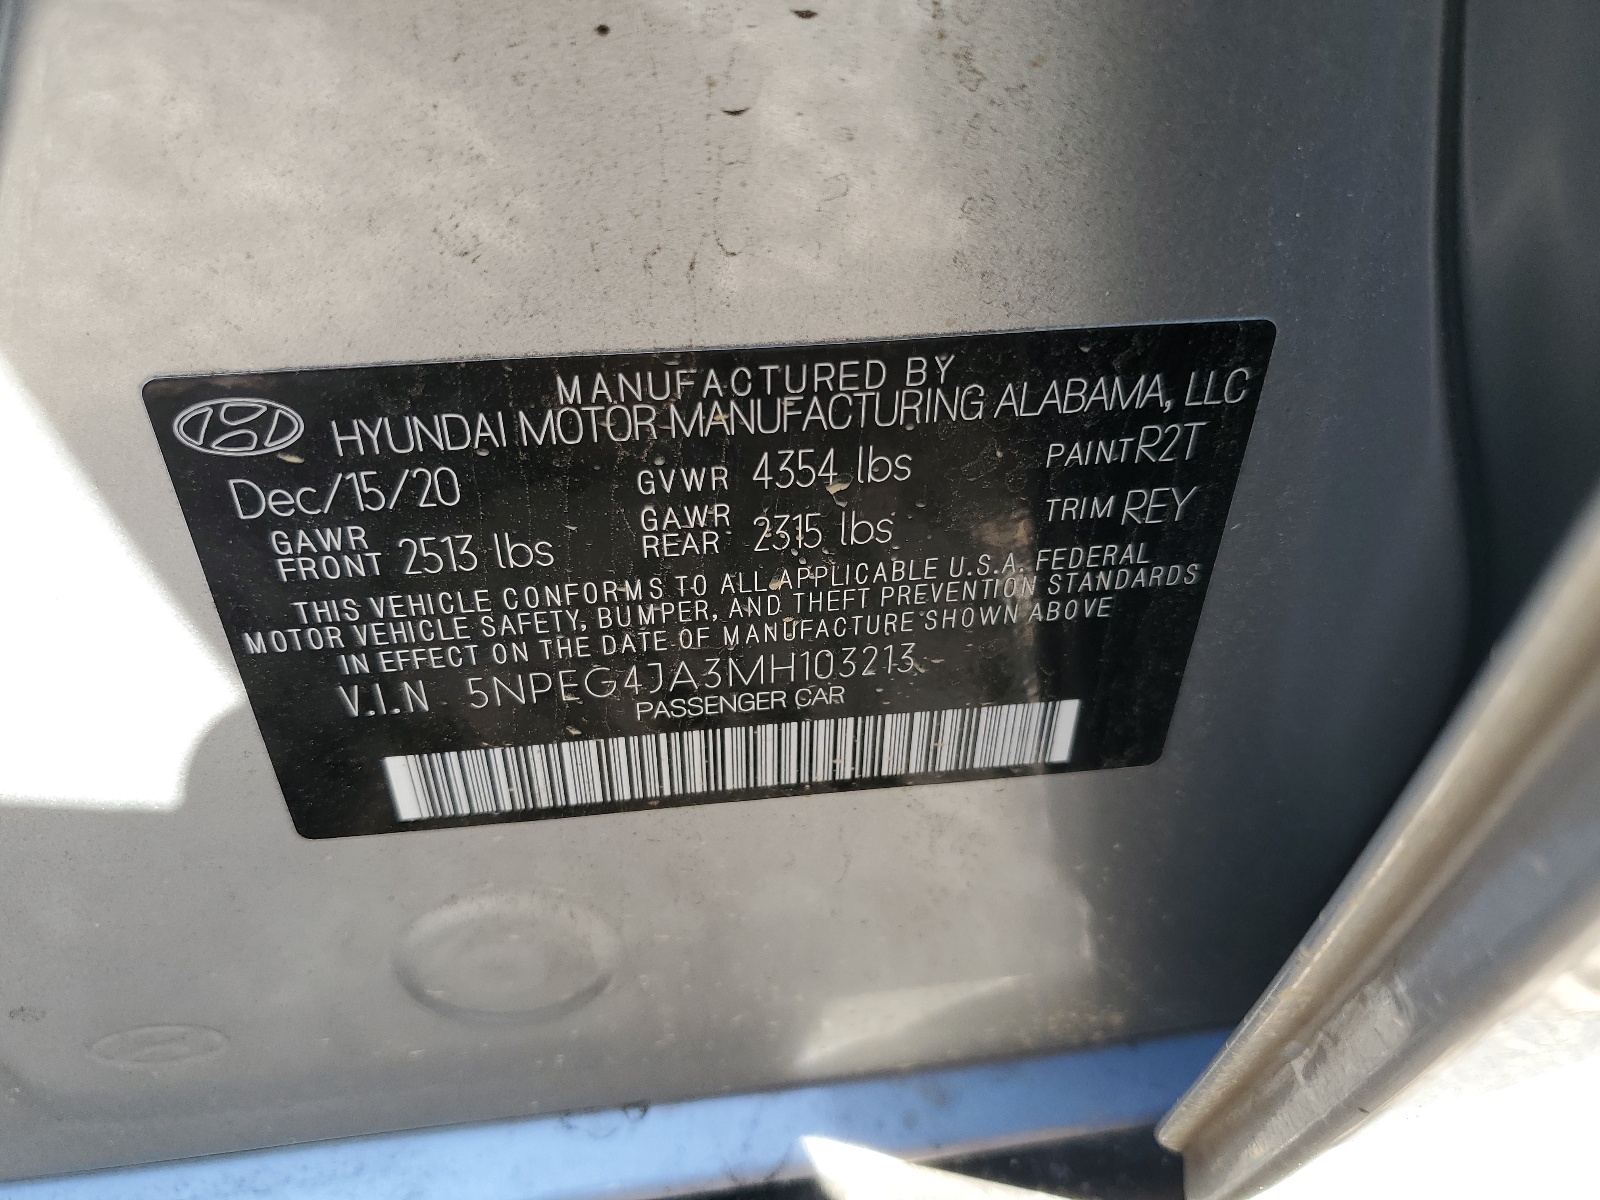 MANUFACTURED BY
HYUNDAI MOTOR MANUFACTURING ALABAMA, LLC
Dec/15/20 GVWR 4354 lbs PAINT R2T
GAWR FRONT 2513 lbs GAWR REAR 2315 lbs TRIM REY
THIS VEHICLE CONFORMS TO ALL APPLICABLE U.S.A. FEDERAL
MOTOR VEHICLE SAFETY, BUMPER, AND THEFT PREVENTION STANDARDS
IN EFFECT ON THE DATE OF MANUFACTURE SHOWN ABOVE
V.I.N 5NPEG4JA3MH103213
PASSENGER CAR